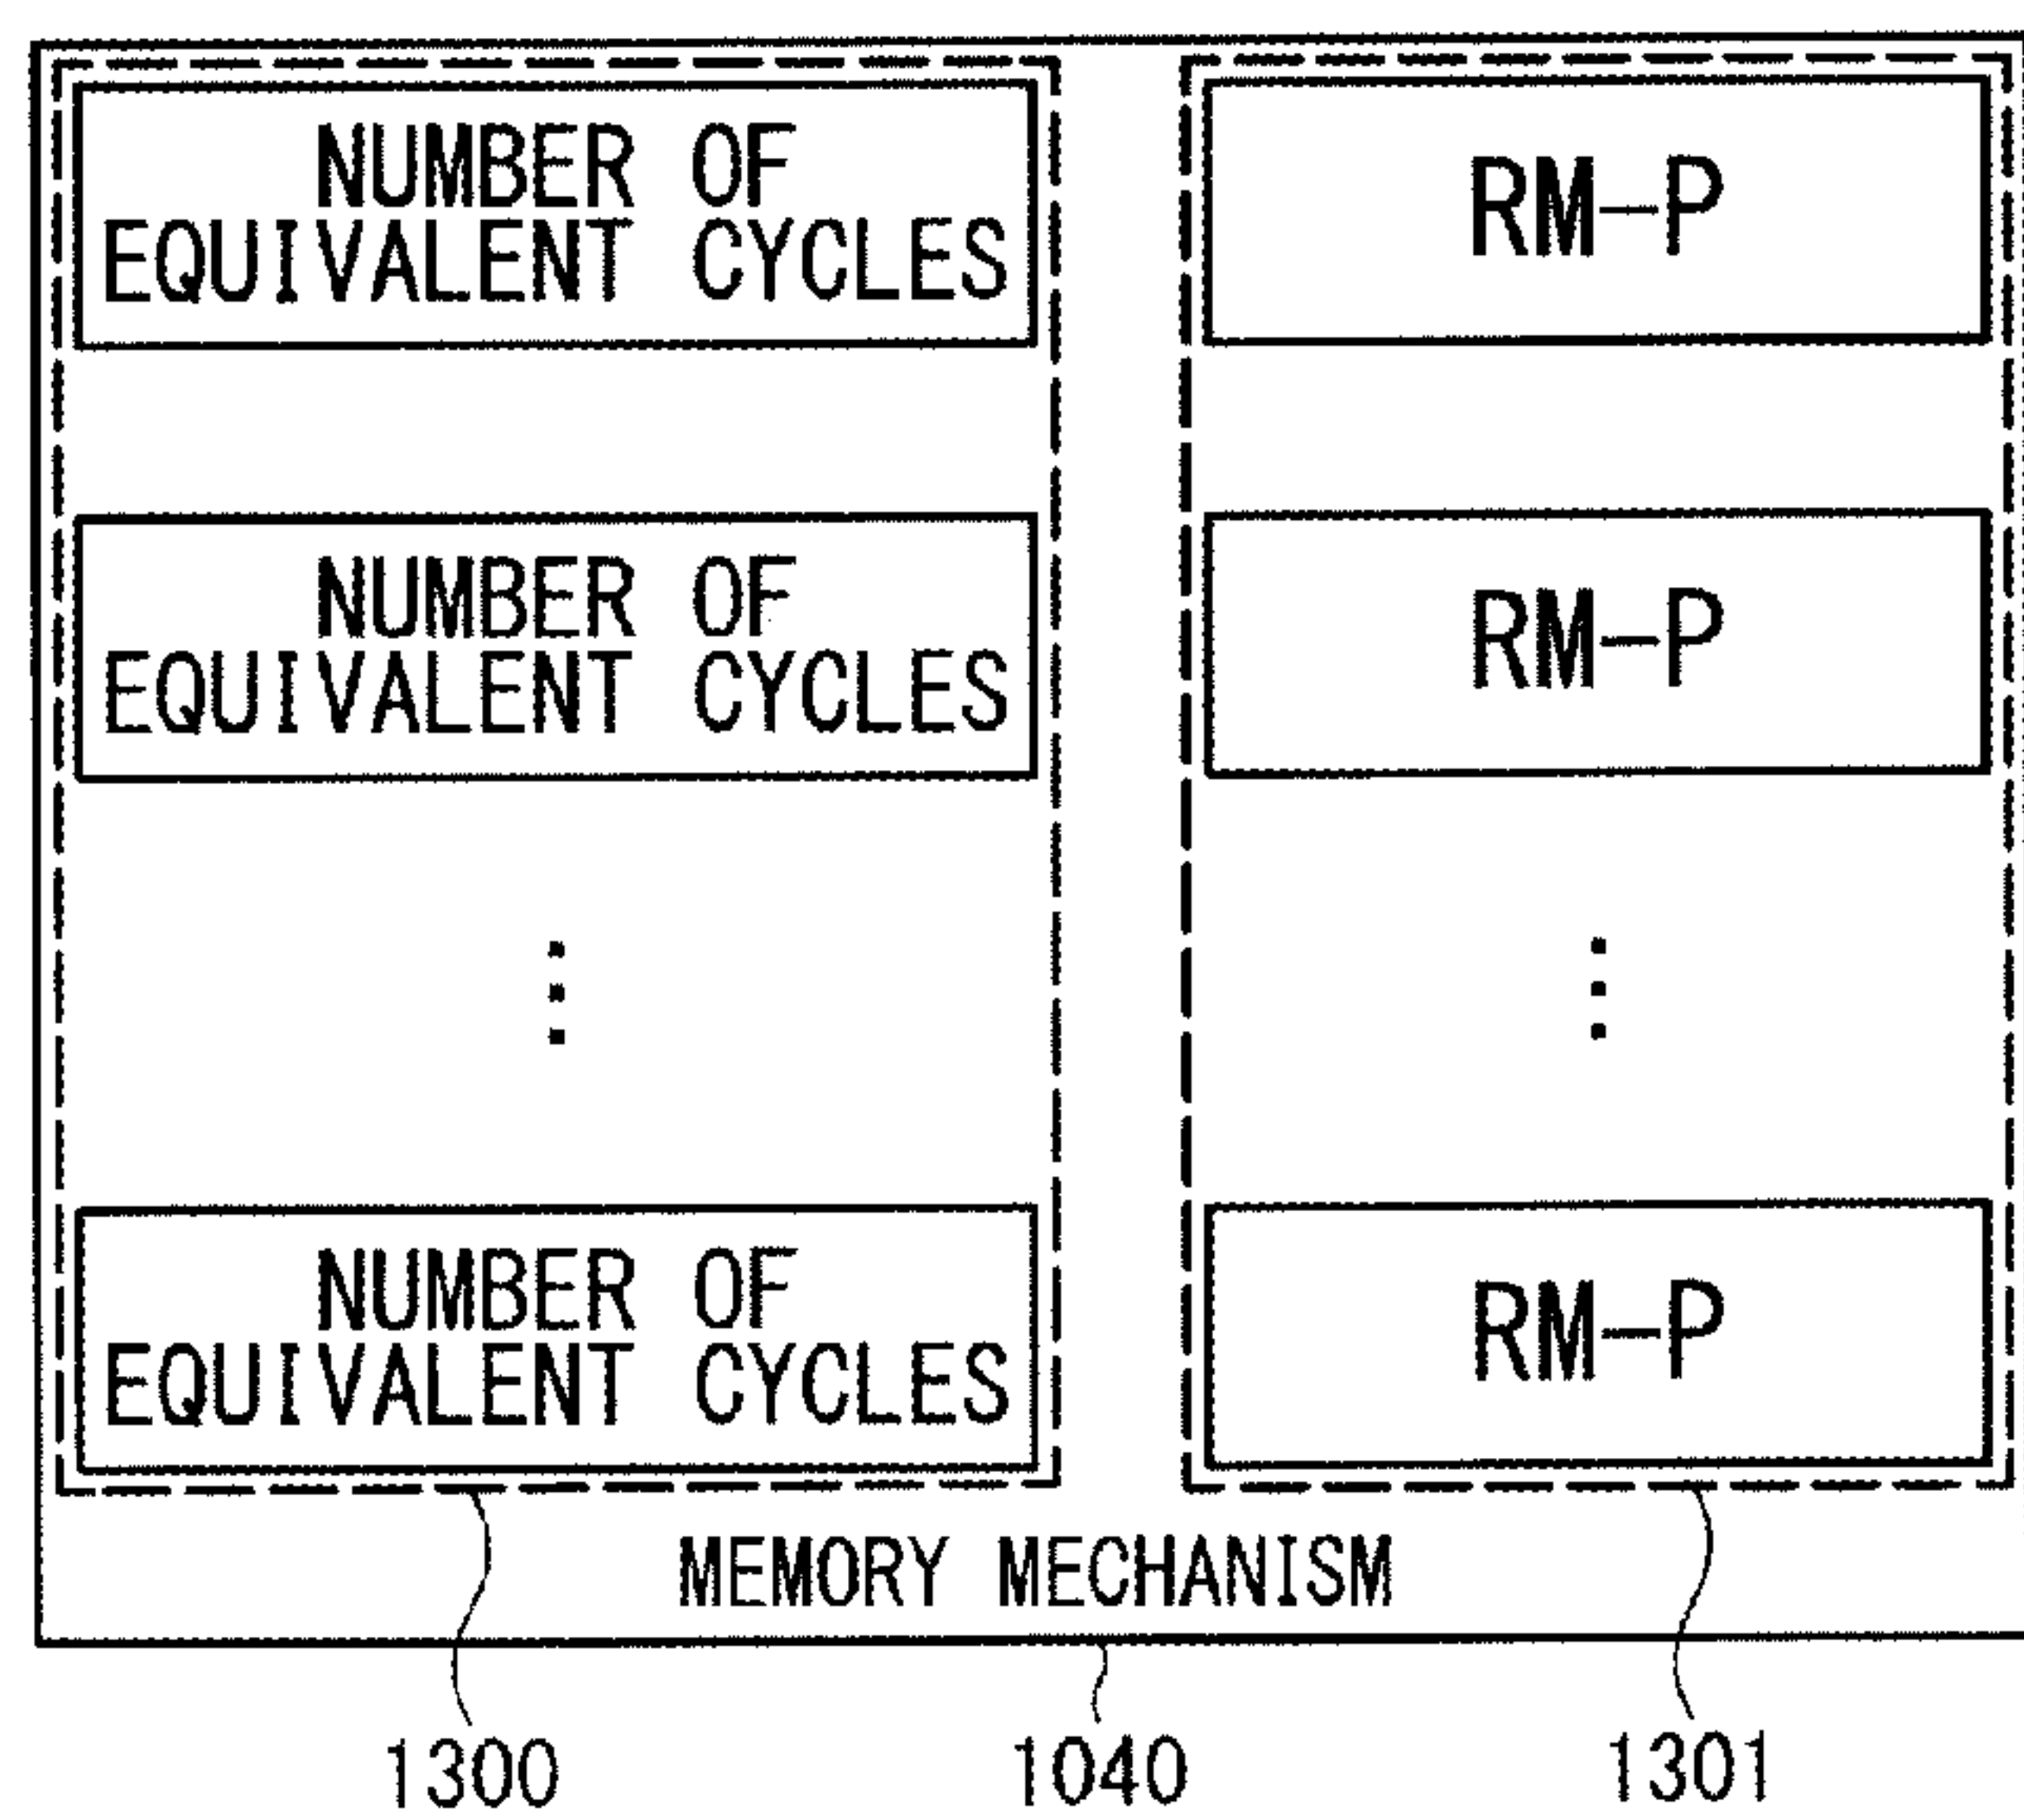 NUMBER OF
EQUIVALENT CYCLES
RM-P
NUMBER OF
EQUIVALENT CYCLES
RM-P
NUMBER OF
EQUIVALENT CYCLES
RM-P
MEMORY MECHANISM
1300
1040
1301